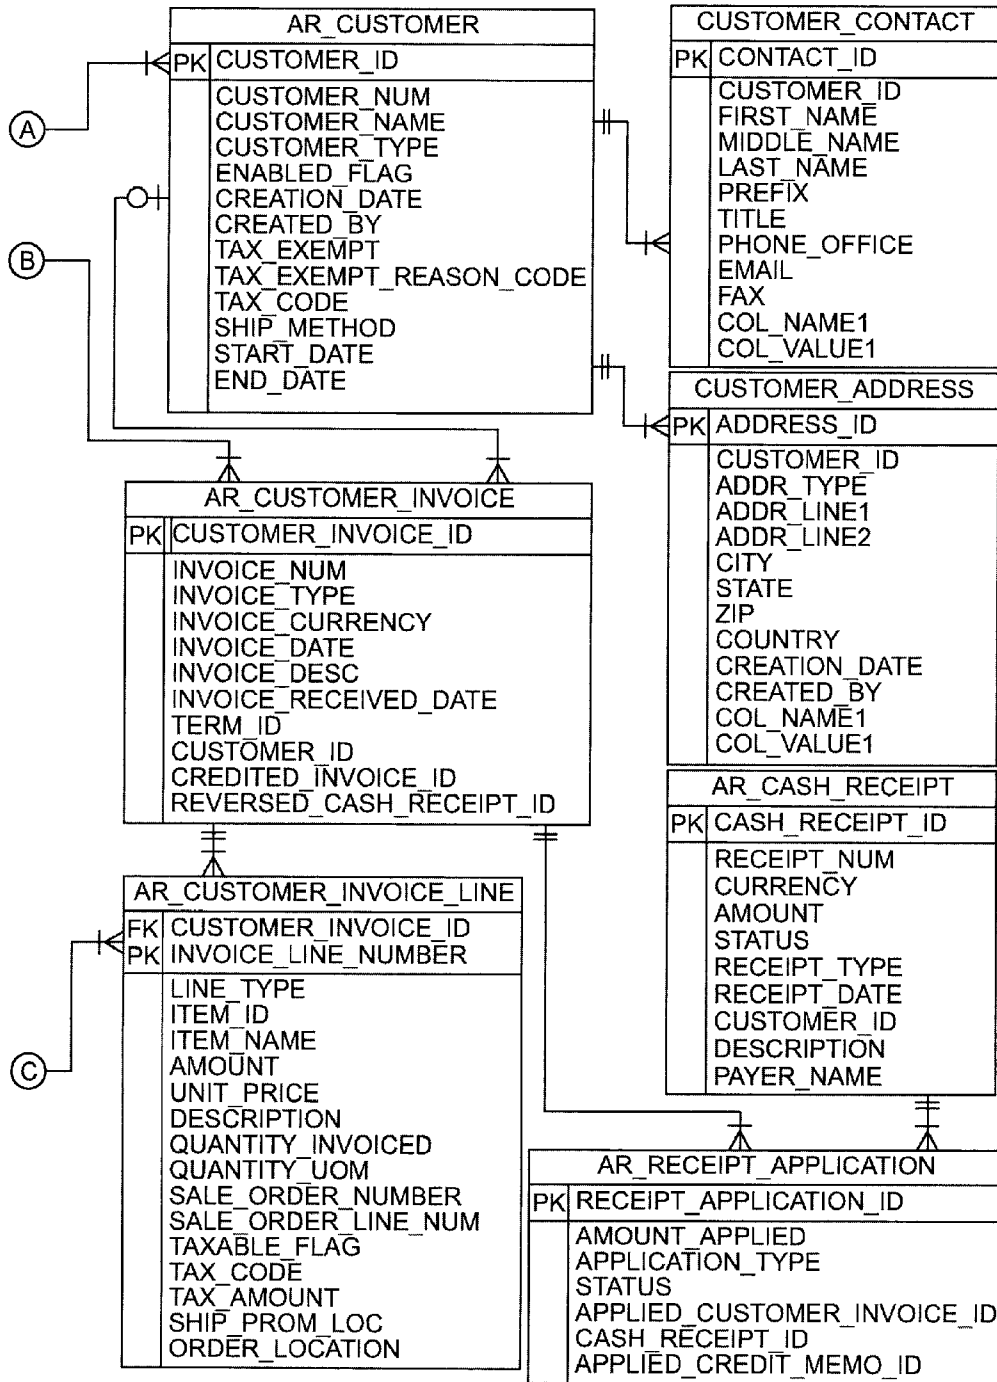 AR_CUSTOMER
PK CUSTOMER_ID
CUSTOMER_NUM
CUSTOMER_NAME
CUSTOMER_TYPE
ENABLED_FLAG
CREATION_DATE
CREATED_BY
TAX_EXEMPT
TAX_EXEMPT_REASON_CODE
TAX_CODE
SHIP_METHOD
START_DATE
END_DATE
A
B
CUSTOMER_CONTACT
PK CONTACT_ID
CUSTOMER_ID
FIRST_NAME
MIDDLE_NAME
LAST_NAME
PREFIX
TITLE
PHONE_OFFICE
EMAIL
FAX
COL_NAME1
COL_VALUE1
CUSTOMER_ADDRESS
PK ADDRESS_ID
CUSTOMER_ID
ADDR_TYPE
ADDR_LINE1
ADDR_LINE2
CITY
STATE
ZIP
COUNTRY
CREATION_DATE
CREATED_BY
COL_NAME1
COL_VALUE1
AR_CUSTOMER_INVOICE
PK CUSTOMER_INVOICE_ID
INVOICE_NUM
INVOICE_TYPE
INVOICE_CURRENCY
INVOICE_DATE
INVOICE_DESC
INVOICE_RECEIVED_DATE
TERM_ID
CUSTOMER_ID
CREDITED_INVOICE_ID
REVERSED_CASH_RECEIPT_ID
AR_CUSTOMER_INVOICE_LINE
FK CUSTOMER_INVOICE_ID
PK INVOICE_LINE_NUMBER
LINE_TYPE
ITEM_ID
ITEM_NAME
AMOUNT
UNIT_PRICE
DESCRIPTION
QUANTITY_INVOICED
QUANTITY_UOM
SALE_ORDER_NUMBER
SALE_ORDER_LINE_NUM
TAXABLE_FLAG
TAX_CODE
TAX_AMOUNT
SHIP_PROM_LOC
ORDER_LOCATION
C
AR_CASH_RECEIPT
PK CASH_RECEIPT_ID
RECEIPT_NUM
CURRENCY
AMOUNT
STATUS
RECEIPT_TYPE
RECEIPT_DATE
CUSTOMER_ID
DESCRIPTION
PAYER_NAME
AR_RECEIPT_APPLICATION
PK RECEIPT_APPLICATION_ID
AMOUNT_APPLIED
APPLICATION_TYPE
STATUS
APPLIED_CUSTOMER_INVOICE_ID
CASH_RECEIPT_ID
APPLIED_CREDIT_MEMO_ID